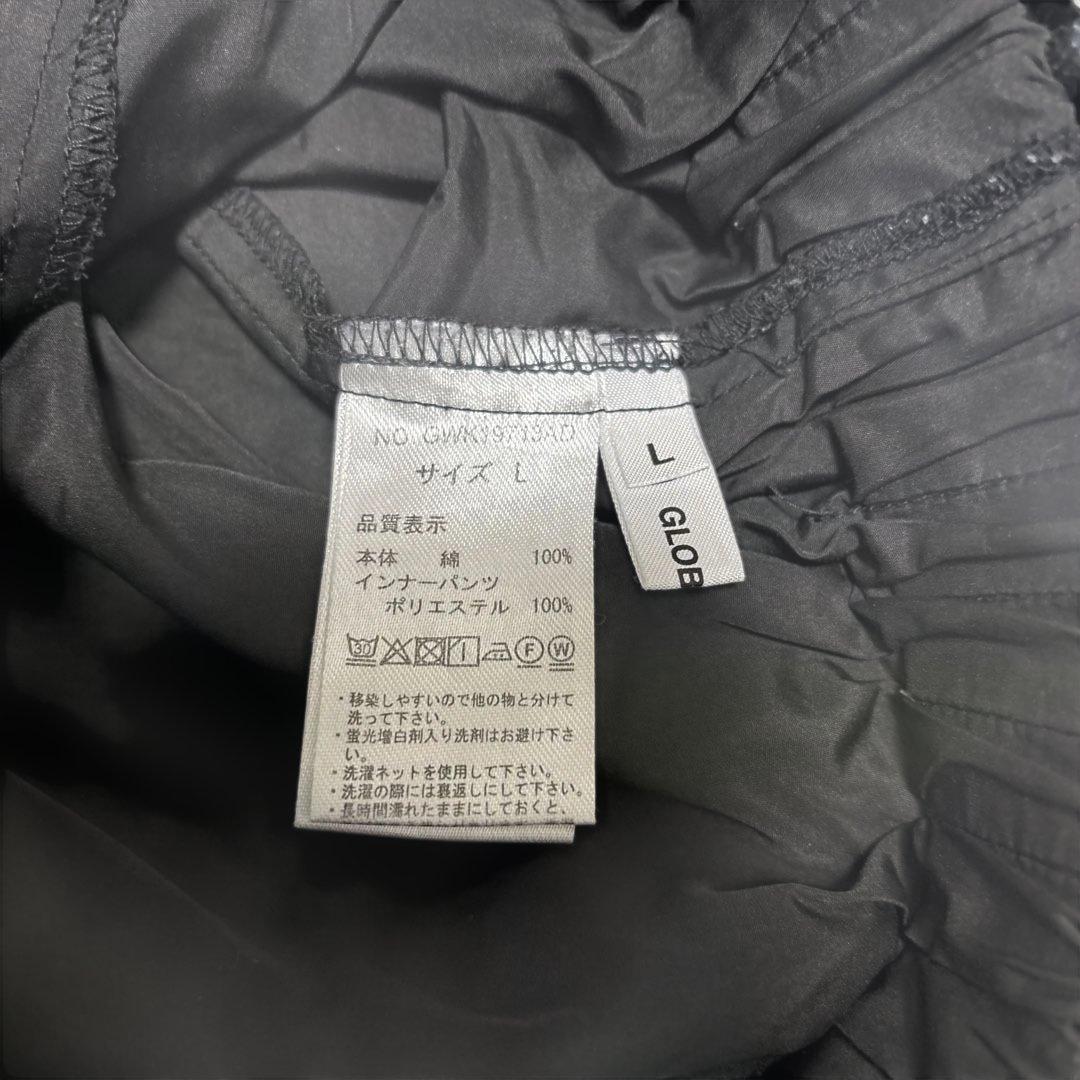 NO GWK19713AD
サイズ L
品質表示
本体 綿 100%
インナーパンツ
ポリエステル 100%
30 F W
・移染しやすいので他の物と分けて
洗って下さい。
・蛍光増白剤入り洗剤はお避け下さ
い。
・洗濯ネットを使用して下さい。
・洗濯の際には裏返しにして下さい。
・長時間濡れたままにしておくと、
L
GLOB